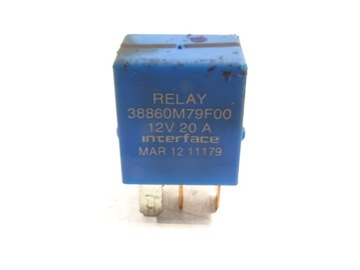 RELAY
38860M79F00
12V 20 A
interface
MAR 12 11179